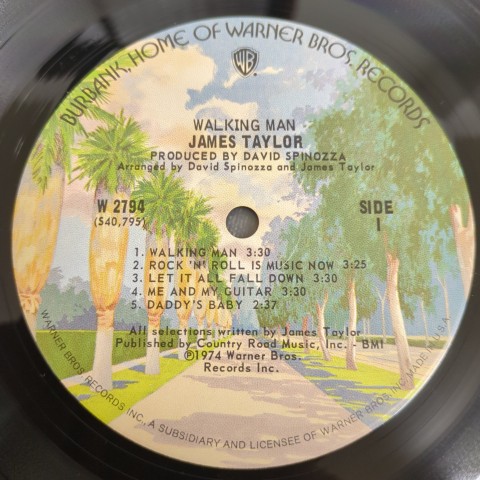 BURBANK, HOME OF WARNER BROS. RECORDS
WB
WALKING MAN
JAMES TAYLOR
PRODUCED BY DAVID SPINOZZA
Arranged by David Spinozza and James Taylor
W 2794
(S40,795)
SIDE
1
1. WALKING MAN 3:30
2. ROCK 'N' ROLL IS MUSIC NOW 3:25
3. LET IT ALL FALL DOWN 3:30
4. ME AND MY GUITAR 3:30
5. DADDY'S BABY 2:37
All selections written by James Taylor
Published by Country Road Music, Inc. - BMI
℗1974 Warner Bros.
Records Inc.
WARNER BROS. RECORDS INC., A SUBSIDIARY AND LICENSEE OF WARNER BROS. INC. MADE IN U.S.A.